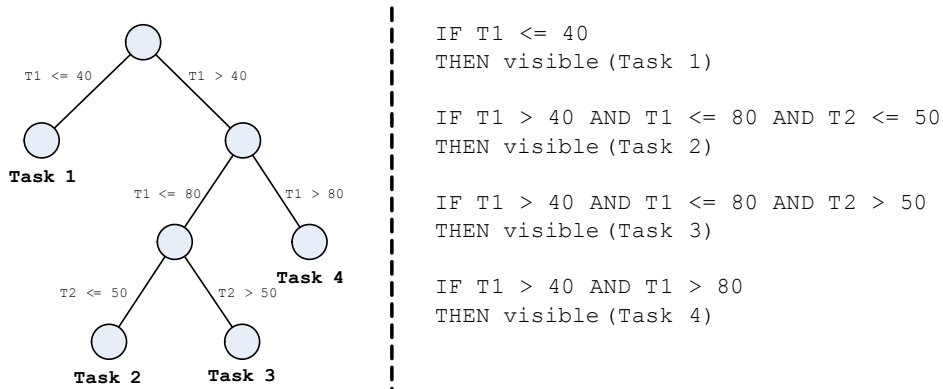 T1 <= 40
T1 > 40
Task 1
T1 <= 80
T1 > 80
Task 4
T2 <= 50
T2 > 50
Task 2
Task 3
IF T1 <= 40
THEN visible(Task 1)
IF T1 > 40 AND T1 <= 80 AND T2 <= 50
THEN visible(Task 2)
IF T1 > 40 AND T1 <= 80 AND T2 > 50
THEN visible(Task 3)
IF T1 > 40 AND T1 > 80
THEN visible(Task 4)